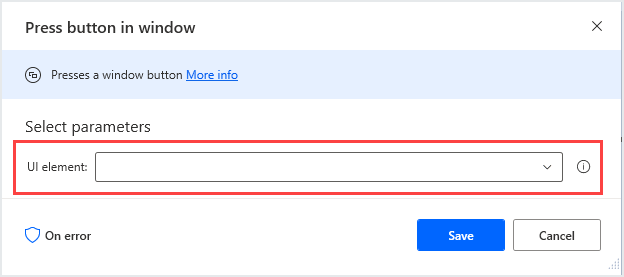 Press button in window
Presses a window button More info
Select parameters
UI element:
On error
Save
Cancel